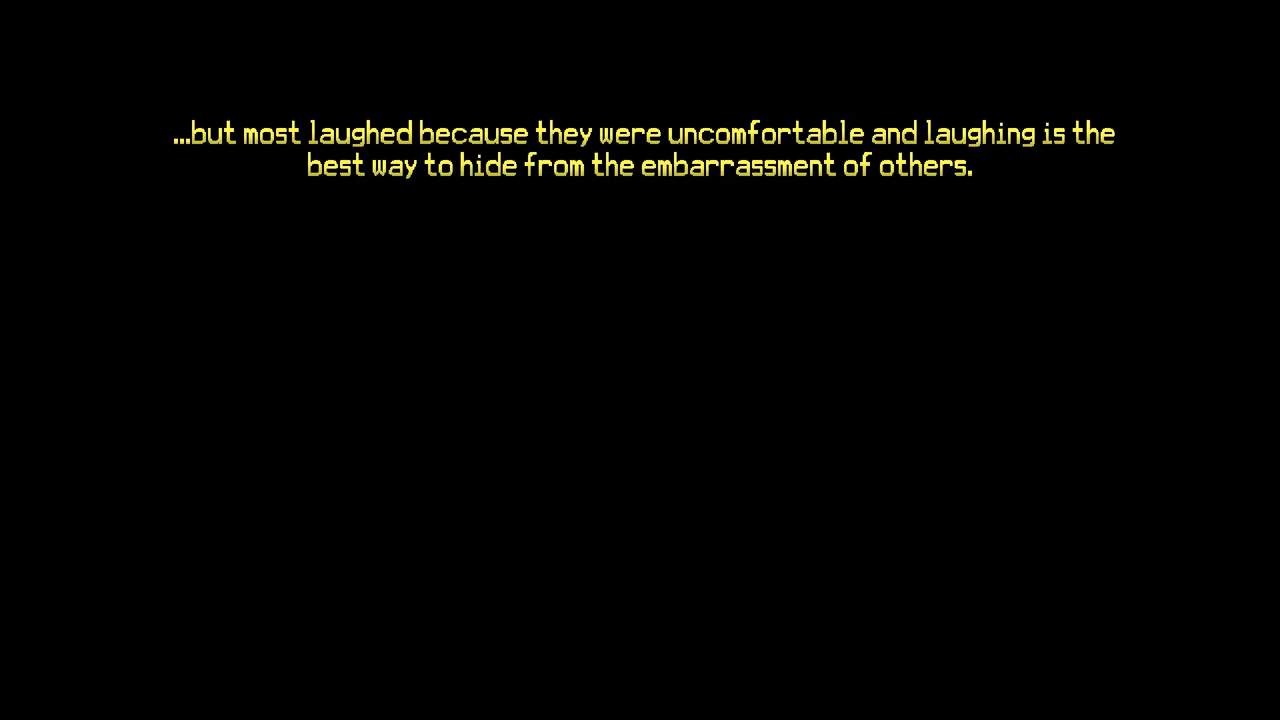 ...but most laughed because they were uncomfortable and laughing is the
best way to hide from the embarrassment of others.